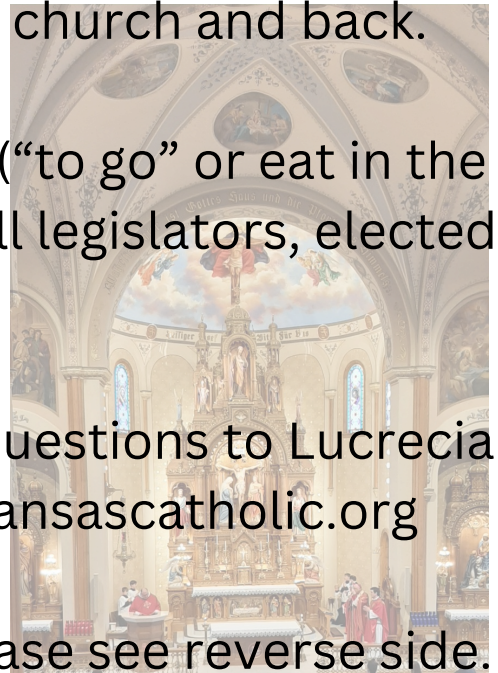 church and back.
(“to go” or eat in the
ll legislators, elected
uestions to Lucrecia
ansascatholic.org
ase see reverse side.